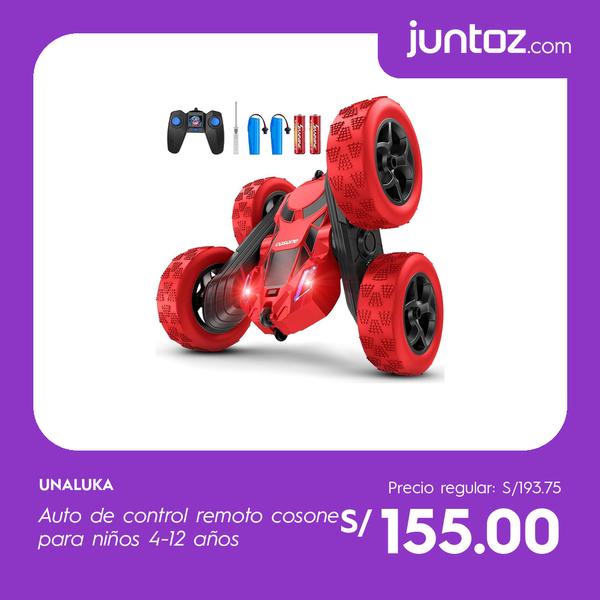 juntoz.com
cosone
UNALUKA
Precio regular: S/193.75
Auto de control remoto cosone
para niños 4-12 años
S/ 155.00